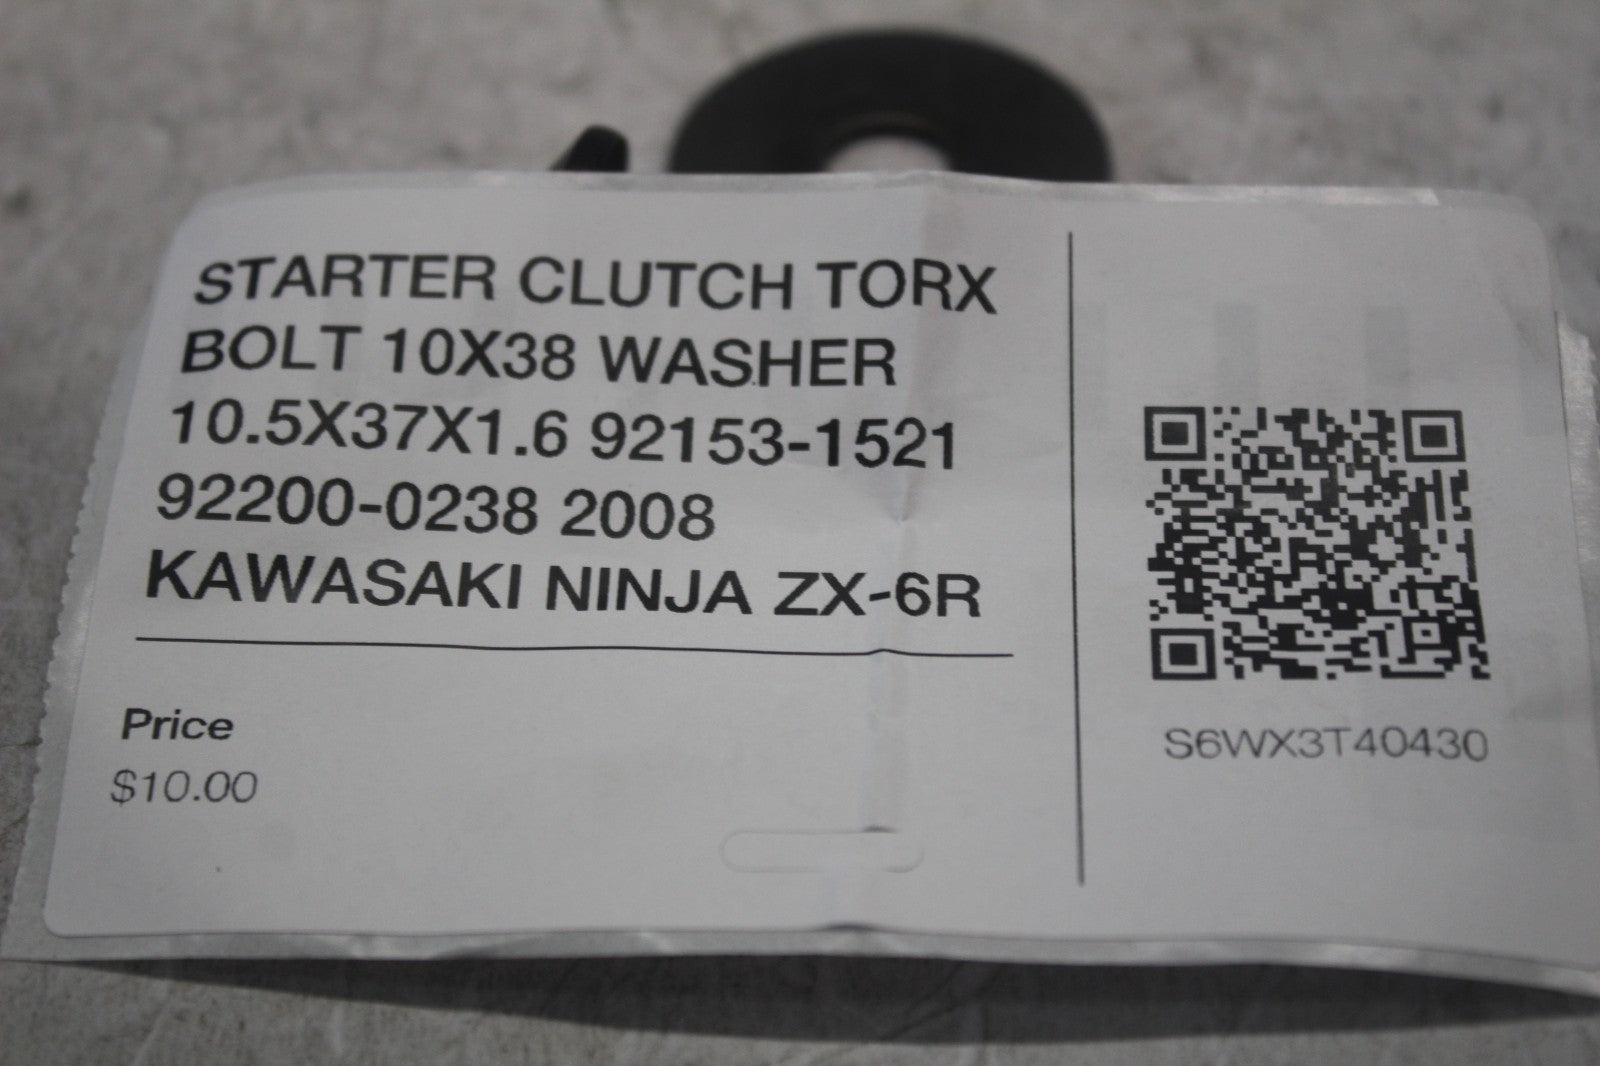 STARTER CLUTCH TORX
BOLT 10X38 WASHER
10.5X37X1.6 92153-1521
92200-0238 2008
KAWASAKI NINJA ZX-6R
Price
$10.00
S6WX3T40430